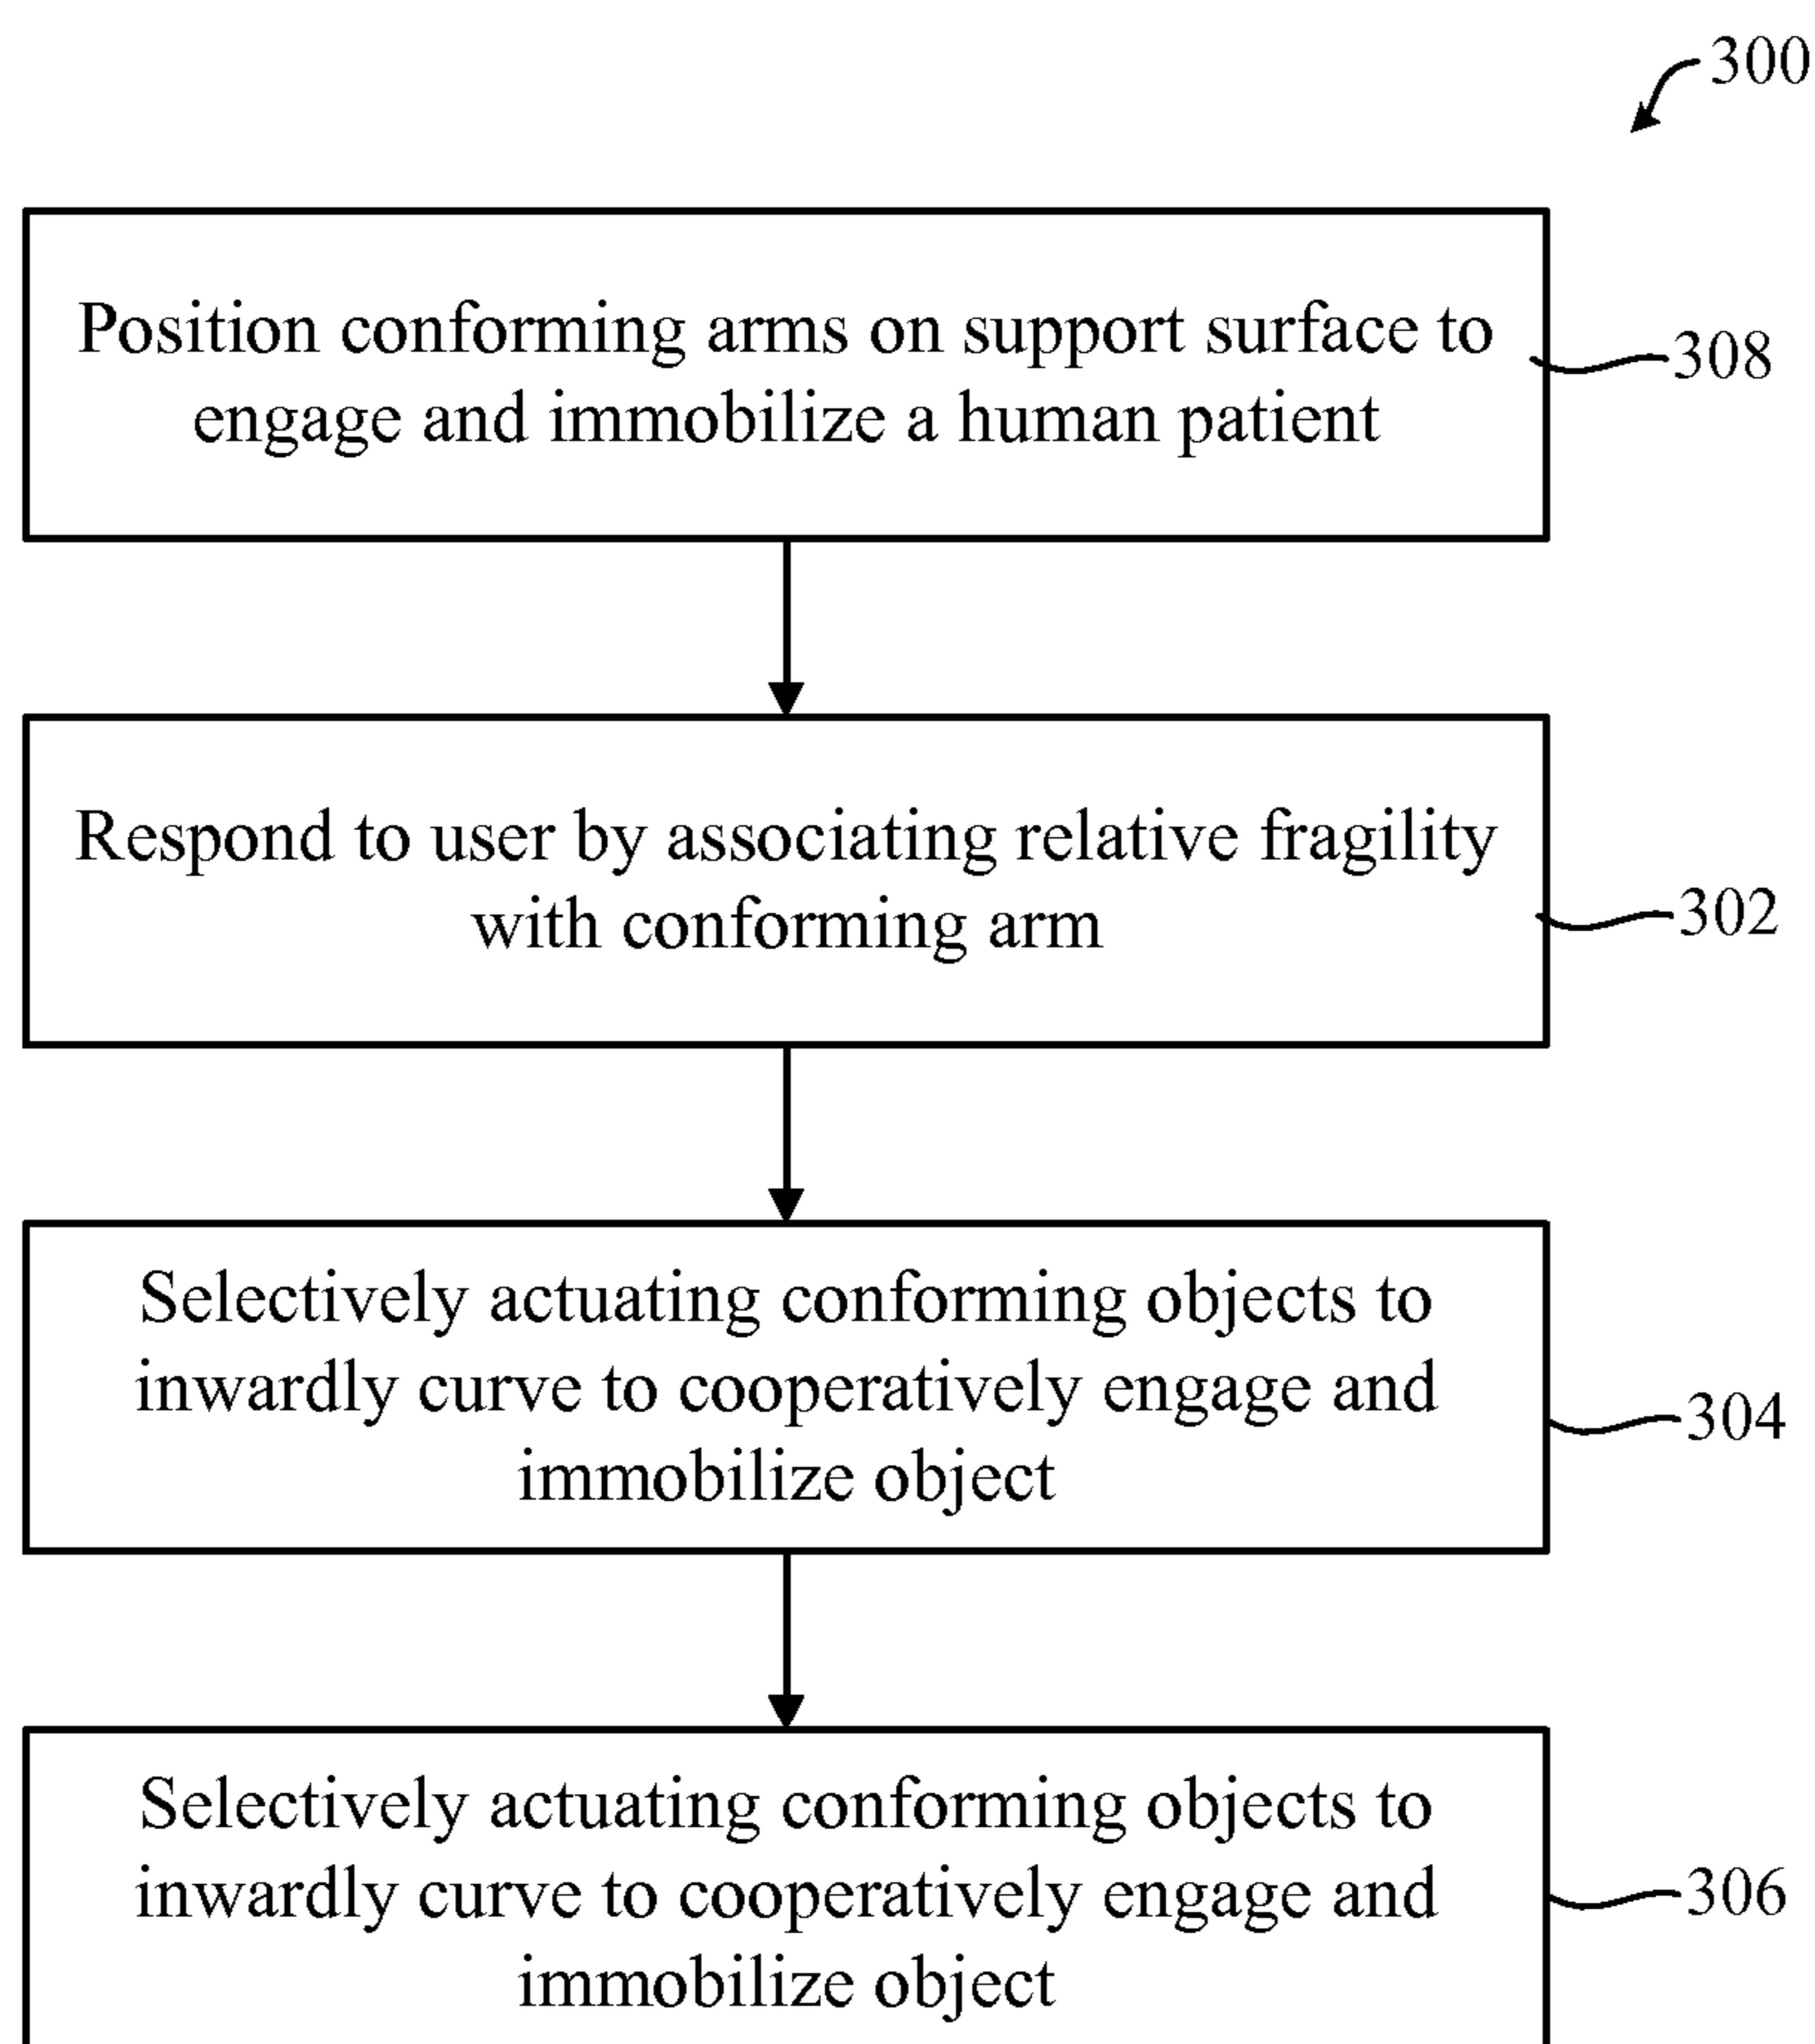 300
Position conforming arms on support surface to
engage and immobilize a human patient
308
Respond to user by associating relative fragility
with conforming arm
302
Selectively actuating conforming objects to
inwardly curve to cooperatively engage and
immobilize object
304
Selectively actuating conforming objects to
inwardly curve to cooperatively engage and
immobilize object
306